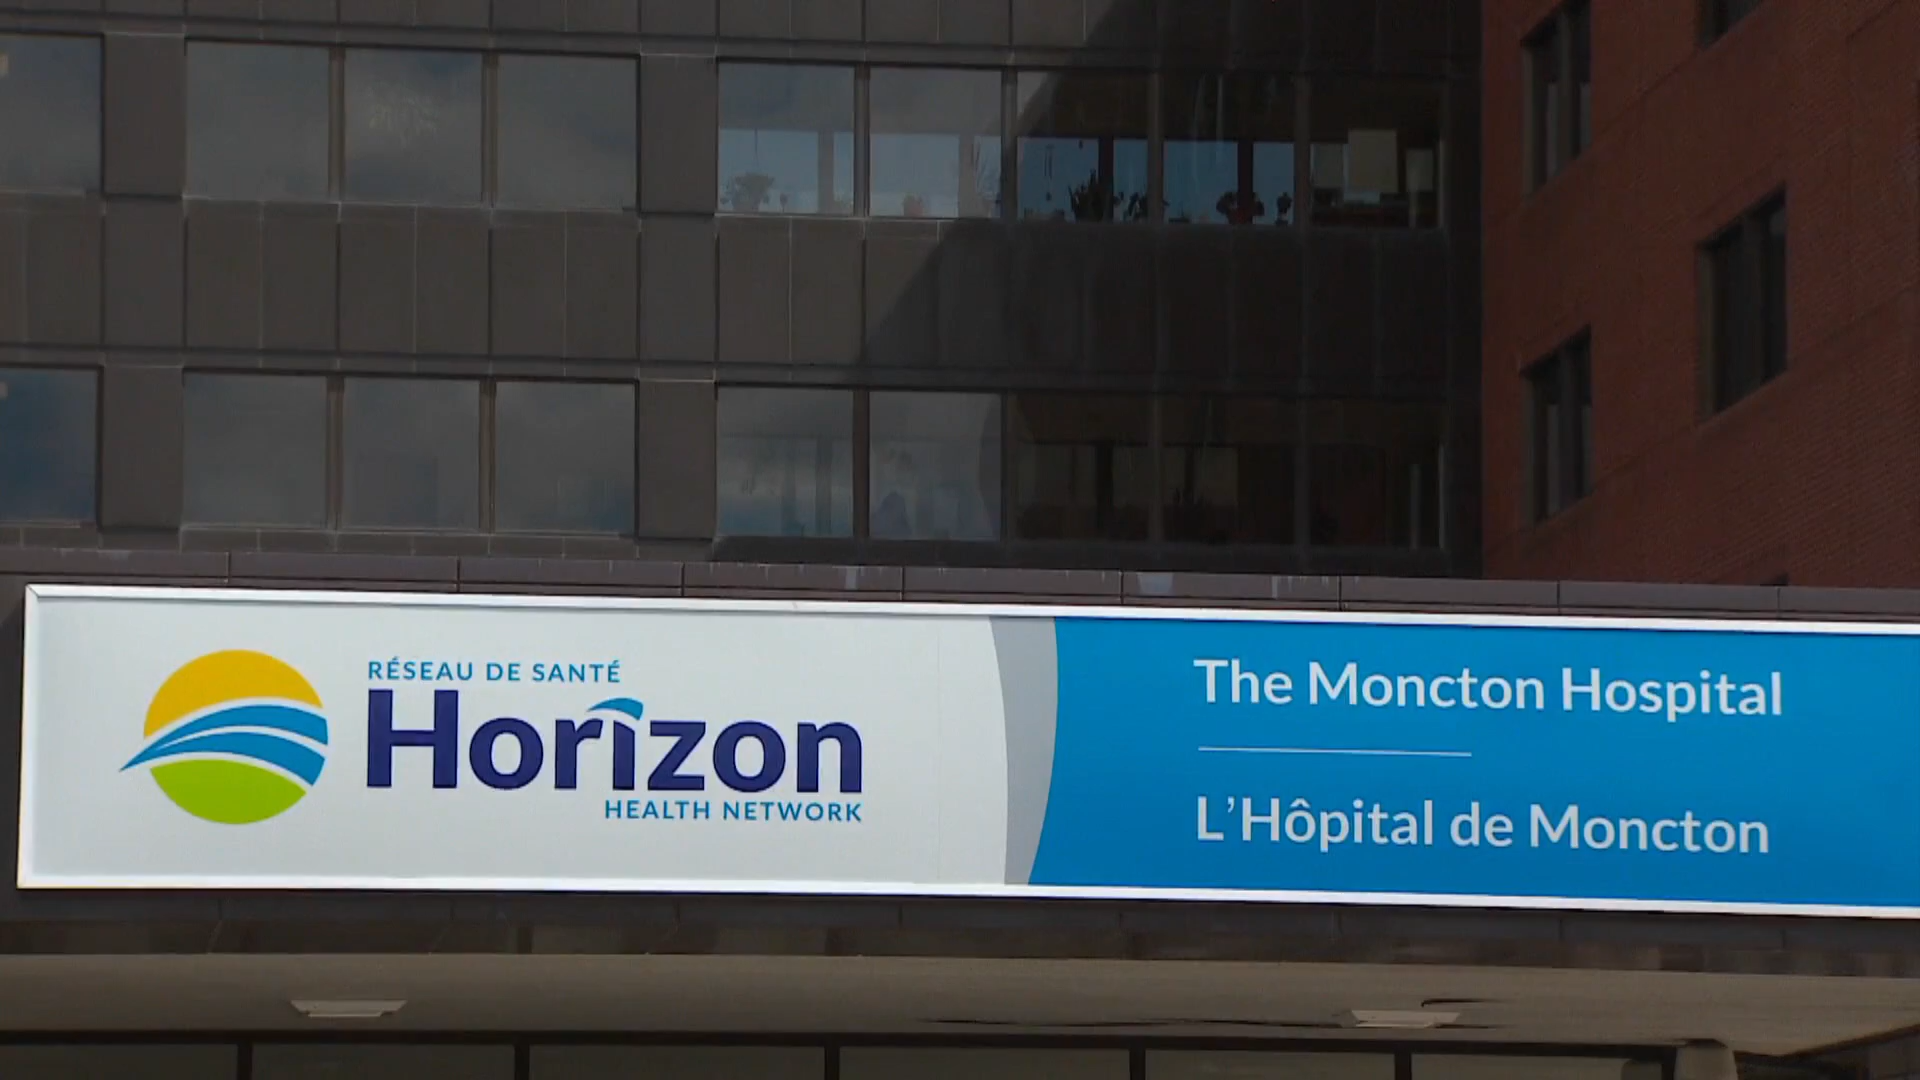 RÉSEAU DE SANTÉ
Horizon
HEALTH NETWORK
The Moncton Hospital
L'Hôpital de Moncton